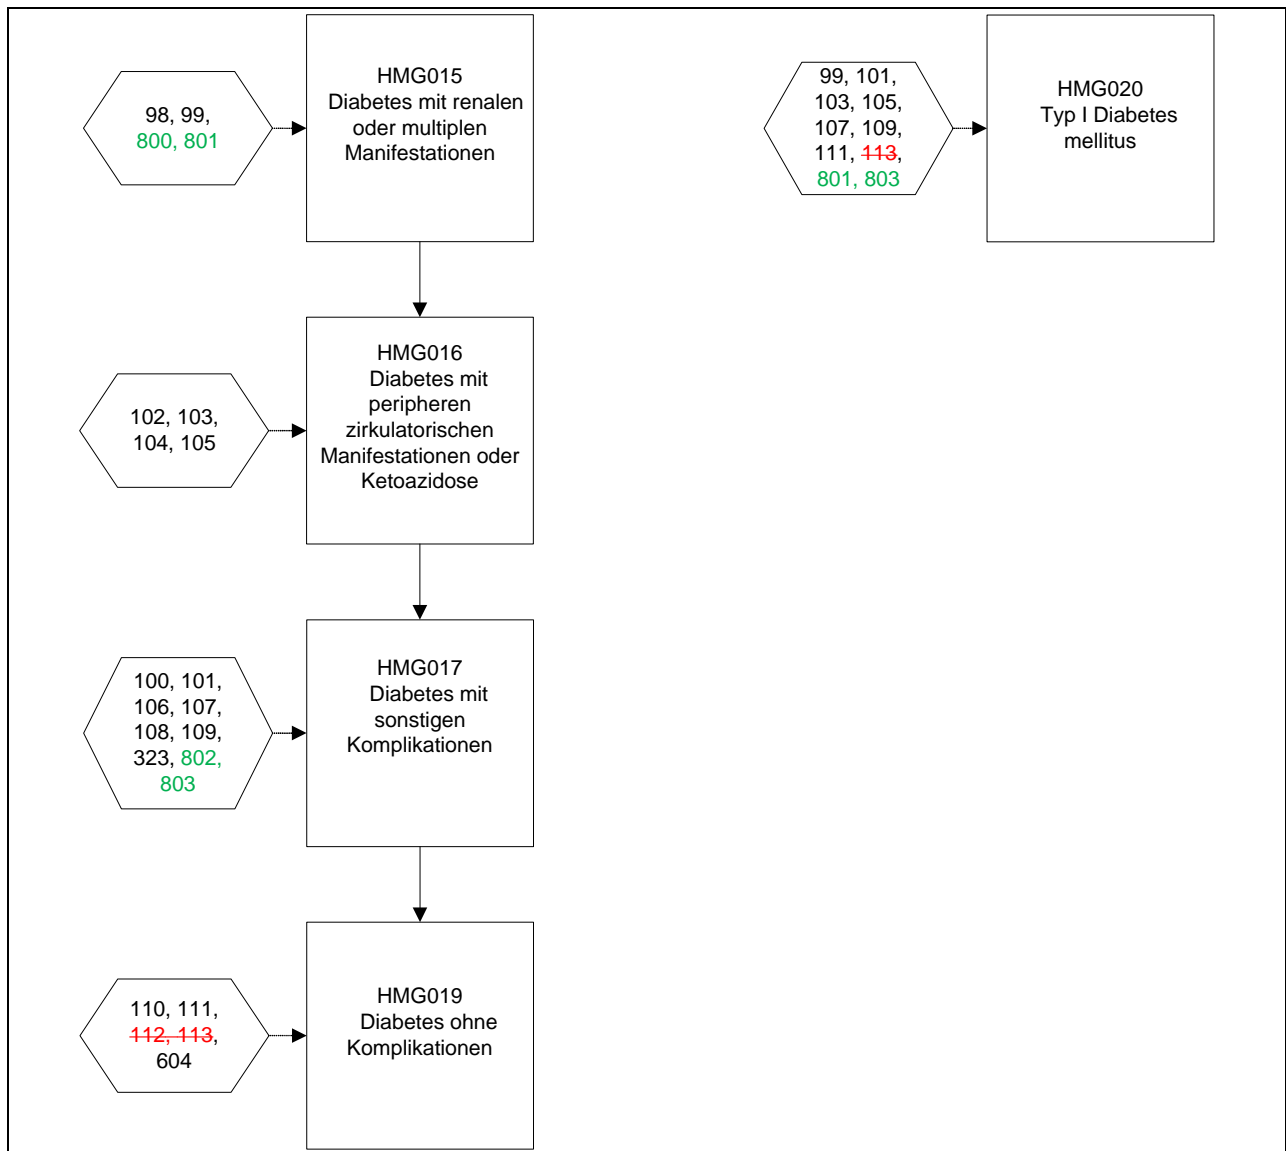 98, 99,
800, 801
HMG015
Diabetes mit renalen
oder multiplen
Manifestationen
99, 101,
103, 105,
107, 109,
111, 113,
801, 803
HMG020
Typ I Diabetes
mellitus
102, 103,
104, 105
HMG016
Diabetes mit
peripheren
zirkulatorischen
Manifestationen oder
Ketoazidose
100, 101,
106, 107,
108, 109,
323, 802,
803
HMG017
Diabetes mit
sonstigen
Komplikationen
110, 111,
112, 113,
604
HMG019
Diabetes ohne
Komplikationen